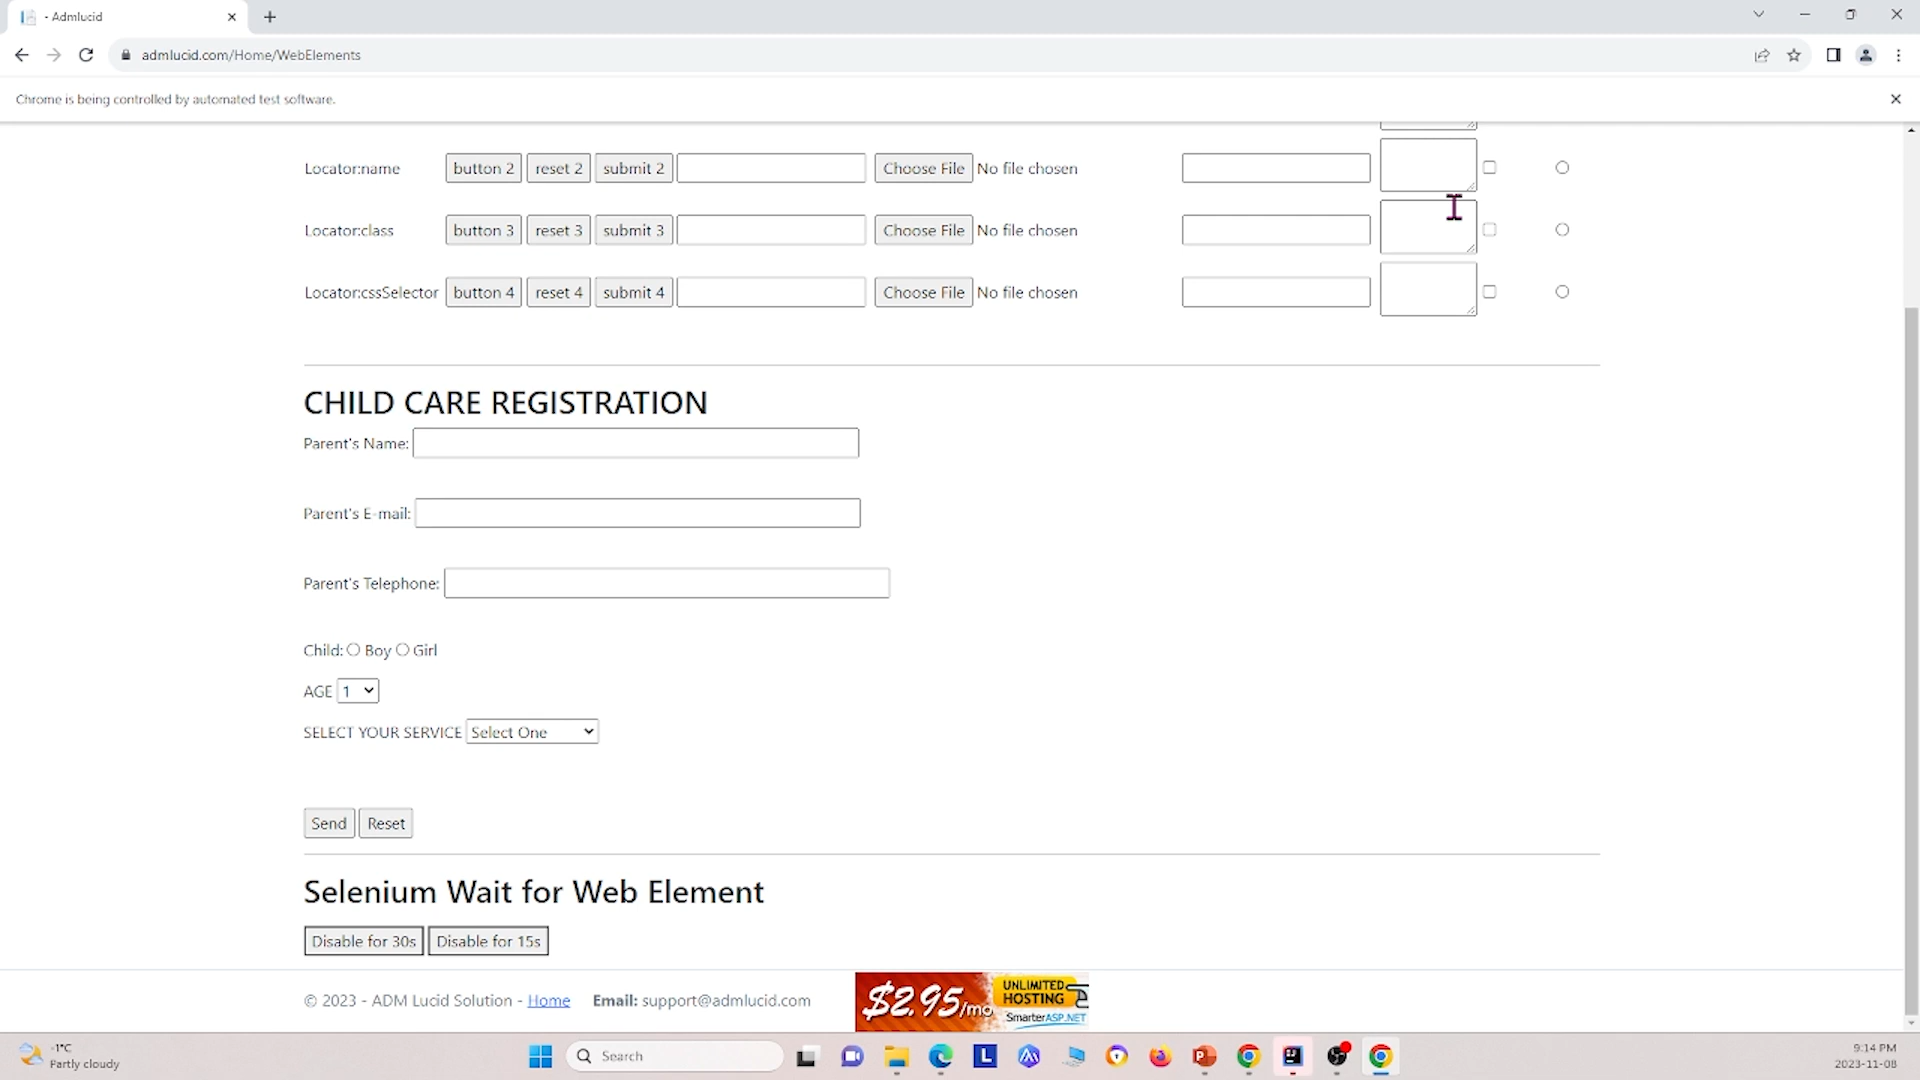 - Admlucid
admlucid.com/Home/WebElements
Chrome is being controlled by automated test software.
Locator:name button 2 reset 2 submit 2 Choose File No file chosen
Locator:class button 3 reset 3 submit 3 Choose File No file chosen
Locator:cssSelector button 4 reset 4 submit 4 Choose File No file chosen
CHILD CARE REGISTRATION
Parent's Name:
Parent's E-mail:
Parent's Telephone:
Child: Boy Girl
AGE 1
SELECT YOUR SERVICE Select One
Send Reset
Selenium Wait for Web Element
Disable for 30s Disable for 15s
© 2023 - ADM Lucid Solution - Home Email: support@admlucid.com
$2.95/mo UNLIMITED
HOSTING
SmarterASP.NET
-1°C
Partly cloudy
Search
9:14 PM
2023-11-08